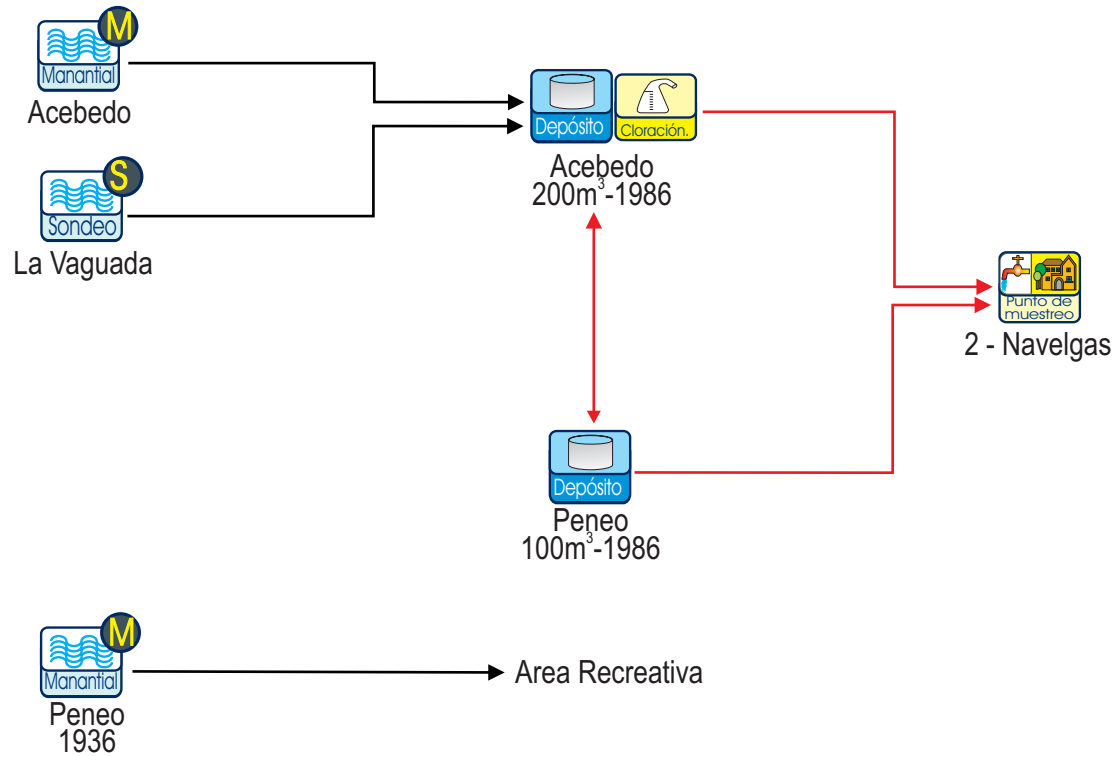 M
Manantial
Acebedo
S
Sondeo
La Vaguada
Depósito
Cloración.
Acebedo
200m³-1986
Punto de
muestreo
2 - Navelgas
Depósito
Peneo
100m³-1986
M
Manantial
Peneo
1936
Area Recreativa